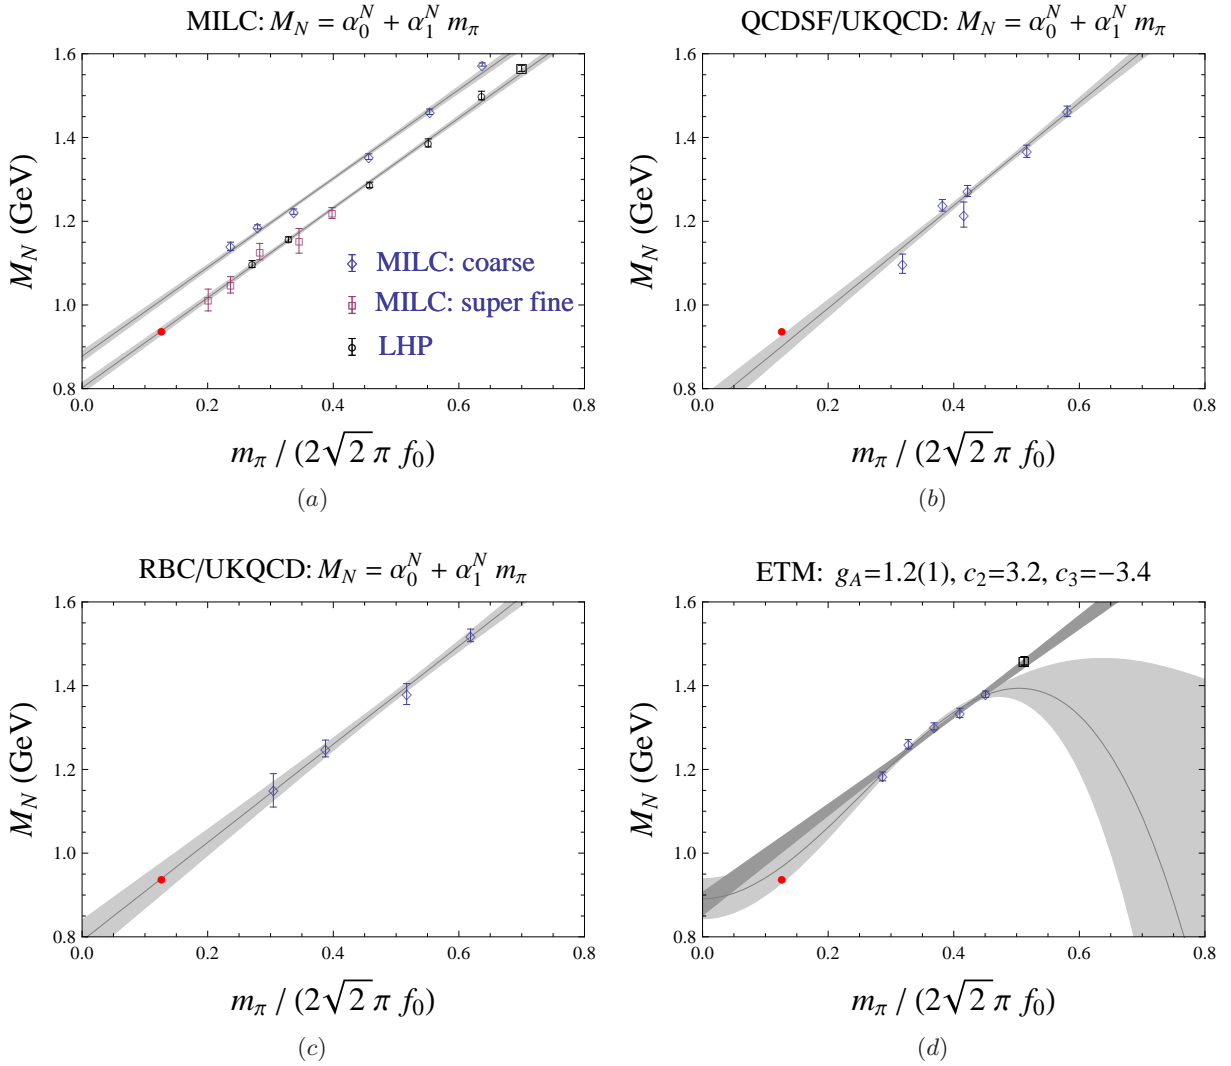 MILC: M_N = α_0^N + α_1^N m_π
1.6
1.4
1.2
1.0
0.8
M_N (GeV)
MILC: coarse
MILC: super fine
LHP
0.0 0.2 0.4 0.6 0.8
m_π / (2√2 π f_0)
(a)
QCDSF/UKQCD: M_N = α_0^N + α_1^N m_π
1.6
1.4
1.2
1.0
0.8
M_N (GeV)
0.0 0.2 0.4 0.6 0.8
m_π / (2√2 π f_0)
(b)
RBC/UKQCD: M_N = α_0^N + α_1^N m_π
1.6
1.4
1.2
1.0
0.8
M_N (GeV)
0.0 0.2 0.4 0.6 0.8
m_π / (2√2 π f_0)
(c)
ETM: g_A=1.2(1), c_2=3.2, c_3=−3.4
1.6
1.4
1.2
1.0
0.8
M_N (GeV)
0.0 0.2 0.4 0.6 0.8
m_π / (2√2 π f_0)
(d)